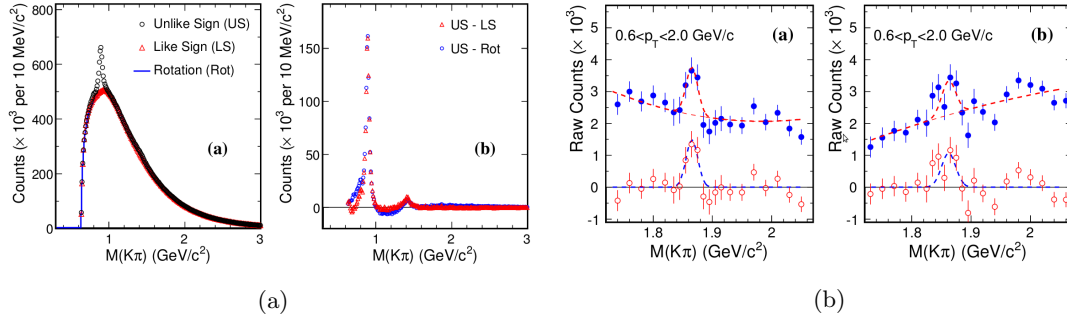 Counts (× 10³ per 10 MeV/c²)
800
600
400
200
0
Unlike Sign (US)
Like Sign (LS)
Rotation (Rot)
(a)
1
2
3
M(Kπ) (GeV/c²)
Counts (× 10³ per 10 MeV/c²)
150
100
50
0
US - LS
US - Rot
(b)
1
2
3
M(Kπ) (GeV/c²)
(a)
Raw Counts (× 10³)
5
4
3
2
1
0
-1
0.6<p_T<2.0 GeV/c
(a)
1.8
1.9
2
M(Kπ) (GeV/c²)
Raw Counts (× 10³)
5
4
3
2
1
0
-1
0.6<p_T<2.0 GeV/c
(b)
1.8
1.9
2
M(Kπ) (GeV/c²)
(b)